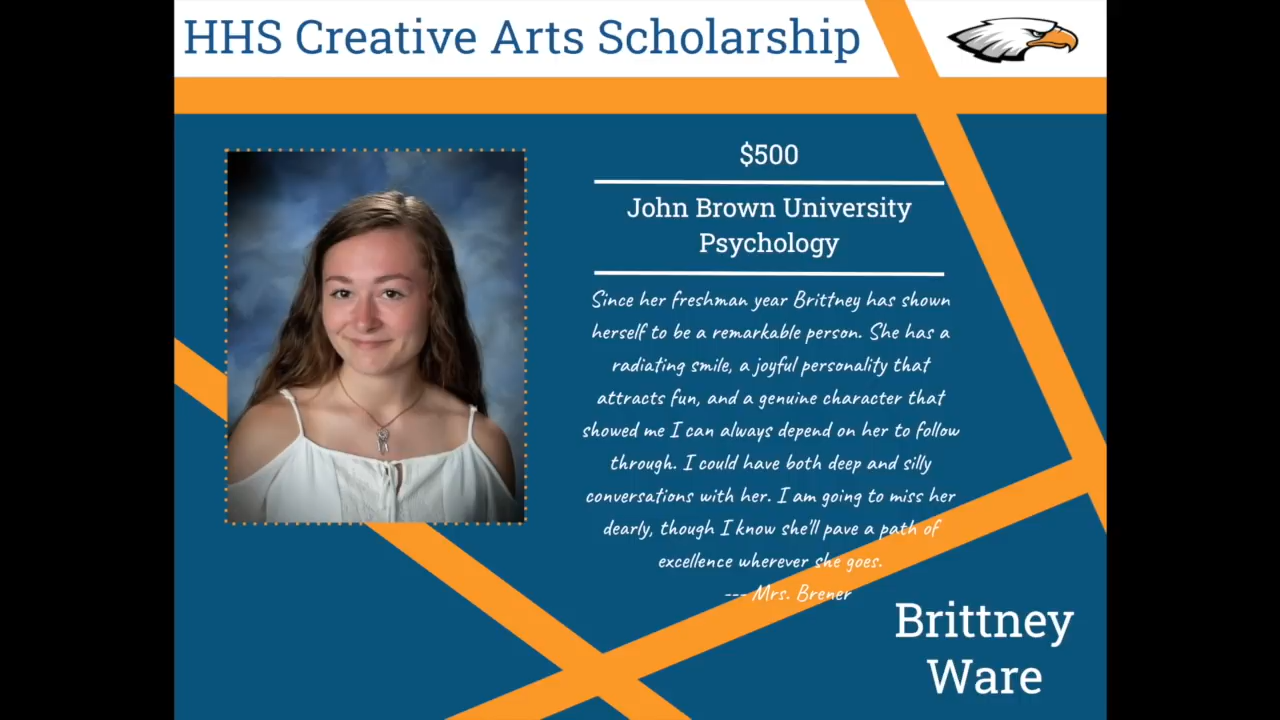 HHS Creative Arts Scholarship
$500
John Brown University
Psychology
Since her freshman year Brittney has shown
herself to be a remarkable person. She has a
radiating smile, a joyful personality that
attracts fun, and a genuine character that
showed me I can always depend on her to follow
through. I could have both deep and silly
conversations with her. I am going to miss her
dearly, though I know she'll pave a path of
excellence wherever she goes.
--- Mrs. Brener
Brittney
Ware